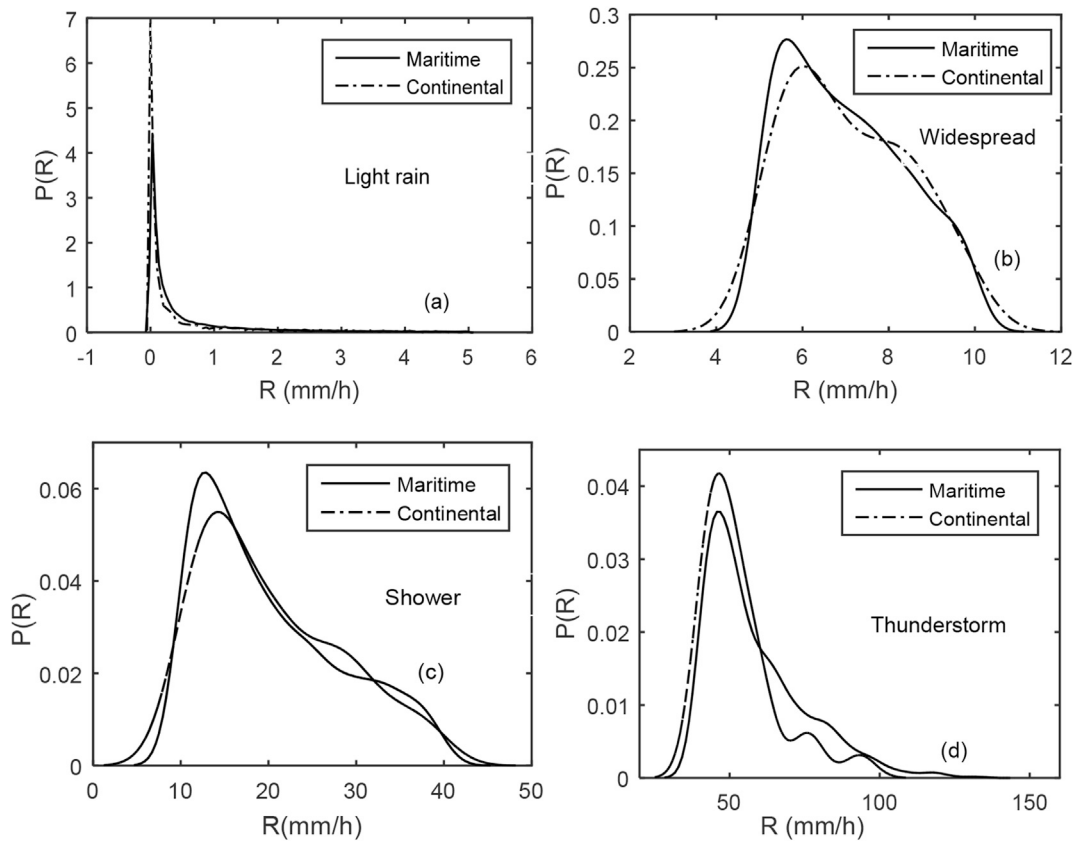 7
6
5
4
3
2
1
0
P(R)
Maritime
Continental
Light rain
(a)
-1 0 1 2 3 4 5 6
R (mm/h)
0.3
0.25
0.2
0.15
0.1
0.05
0
P(R)
Maritime
Continental
Widespread
(b)
2 4 6 8 10 12
R (mm/h)
0.06
0.04
0.02
0
P(R)
Maritime
Continental
Shower
(c)
0 10 20 30 40 50
R(mm/h)
0.04
0.03
0.02
0.01
0
P(R)
Maritime
Continental
Thunderstorm
(d)
50 100 150
R (mm/h)